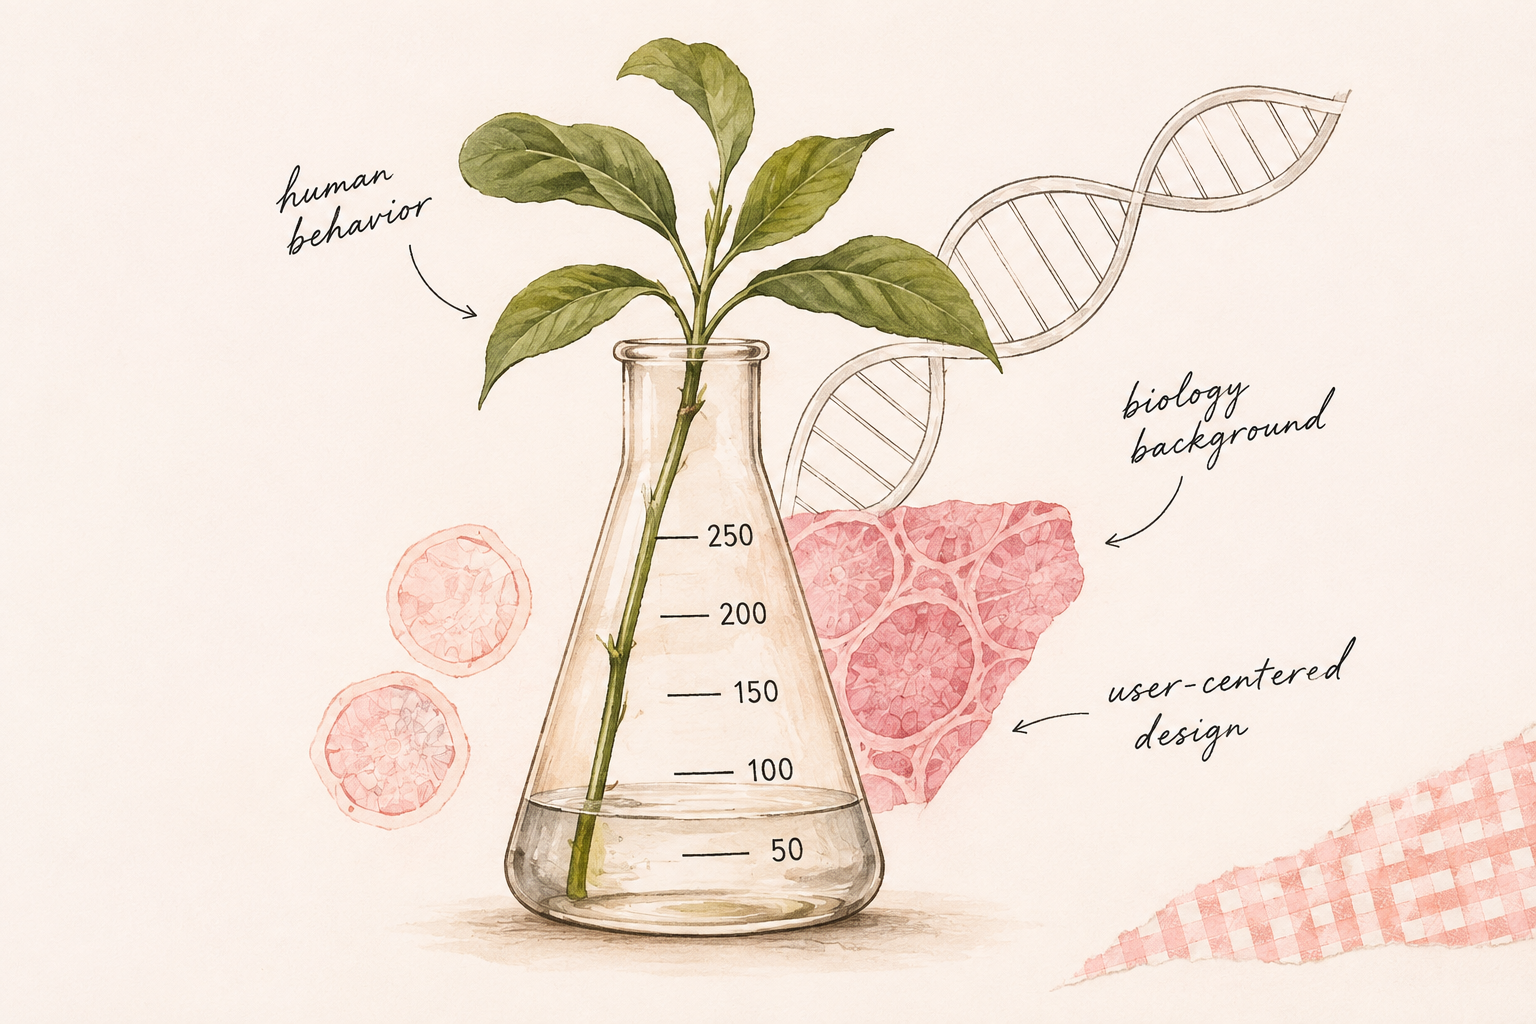 human
behavior
biology
background
250
200
150
100
50
user-centered
design